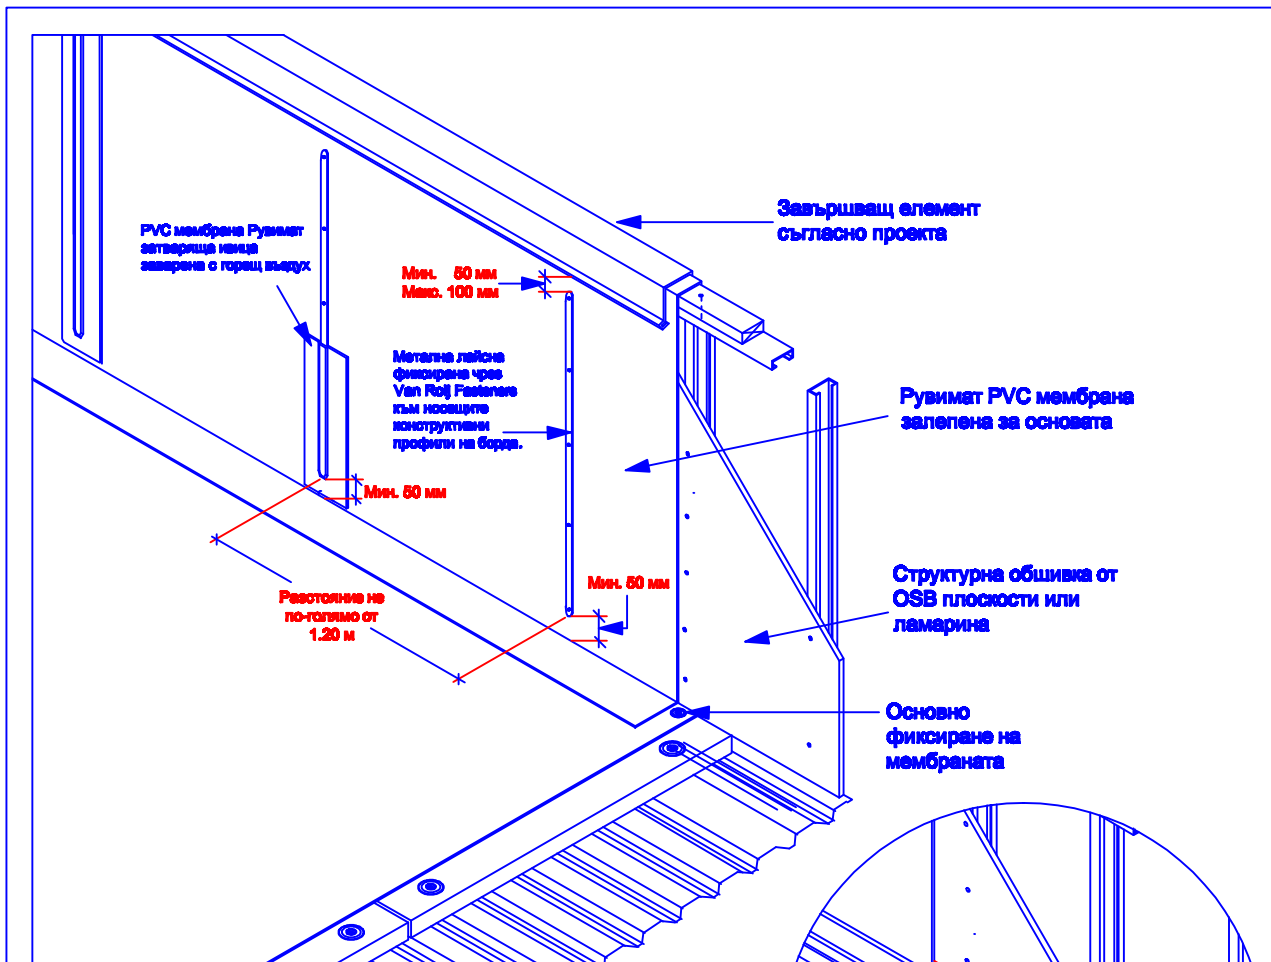 Завършващ елемент
съгласно проекта
PVC мембрана Рувимат
затваряща ивица
заварена с горещ въздух
Мин. 50 мм
Макс. 100 мм
Метална лайсна
фиксирана чрез
Van Roij Fasteners
към носещите
конструктивни
профили на борда.
Рувимат PVC мембрана
залепена за основата
Мин. 50 мм
Мин. 50 мм
Разстояние не
по-голямо от
1.20 м
Структурна обшивка от
OSB плоскости или
ламарина
Основно
фиксиране на
мембраната